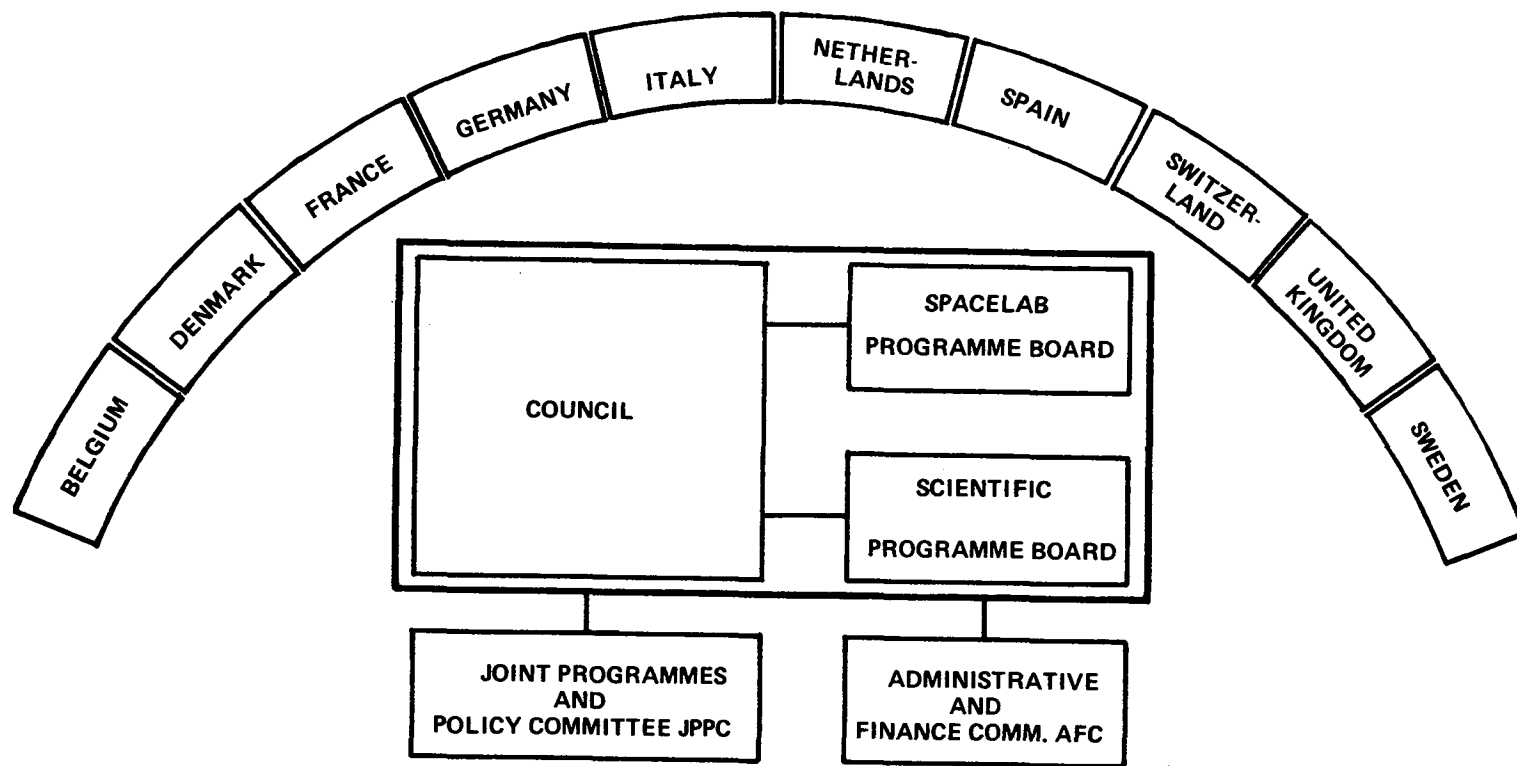 BELGIUM
DENMARK
FRANCE
GERMANY
ITALY
NETHER-
LANDS
SPAIN
SWITZER-
LAND
UNITED
KINGDOM
SWEDEN
COUNCIL
SPACELAB
PROGRAMME BOARD
SCIENTIFIC
PROGRAMME BOARD
JOINT PROGRAMMES
AND
POLICY COMMITTEE JPPC
ADMINISTRATIVE
AND
FINANCE COMM. AFC